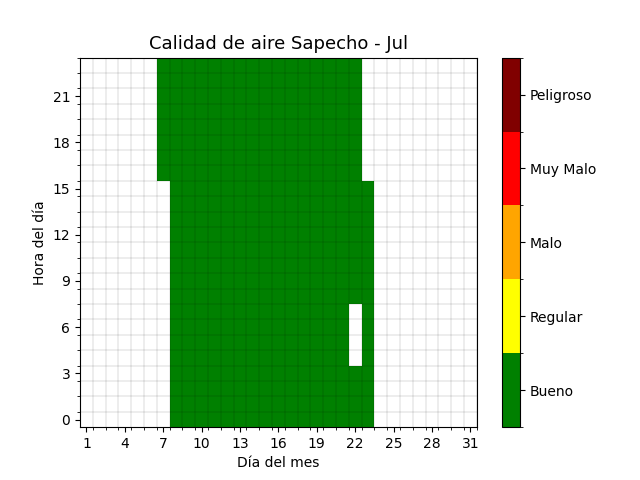 Calidad de aire Sapecho - Jul
Hora del día
21
18
15
12
9
6
3
0
1 4 7 10 13 16 19 22 25 28 31
Día del mes
Peligroso
Muy Malo
Malo
Regular
Bueno